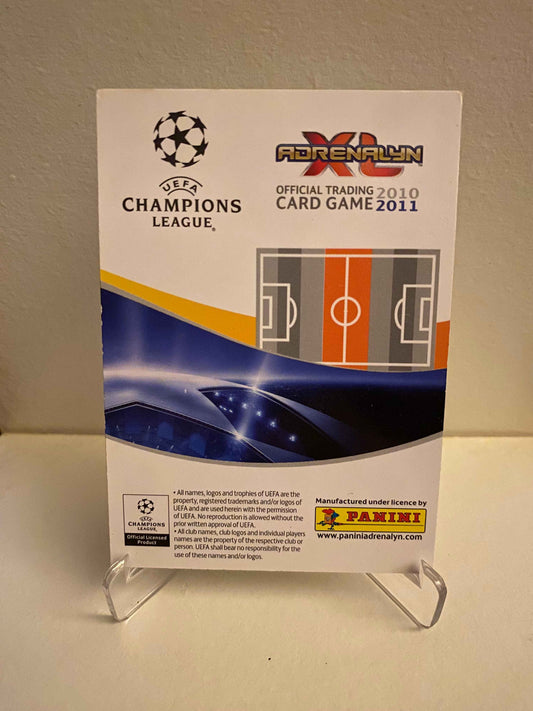 UEFA
CHAMPIONS
LEAGUE®
ADRENALYN XL
OFFICIAL TRADING
CARD GAME
2010
2011
• All names, logos and trophies of UEFA are the
property, registered trademarks and/or logos of
UEFA and are used herein with the permission
of UEFA. No reproduction is allowed without the
prior written approval of UEFA.
• All club names, club logos and individual players
names are the property of the respective club or
person. UEFA shall bear no responsibility for the
use of these names and/or logos.
UEFA
CHAMPIONS
LEAGUE
Official Licensed
Product
Manufactured under licence by
PANINI
www.paniniadrenalyn.com